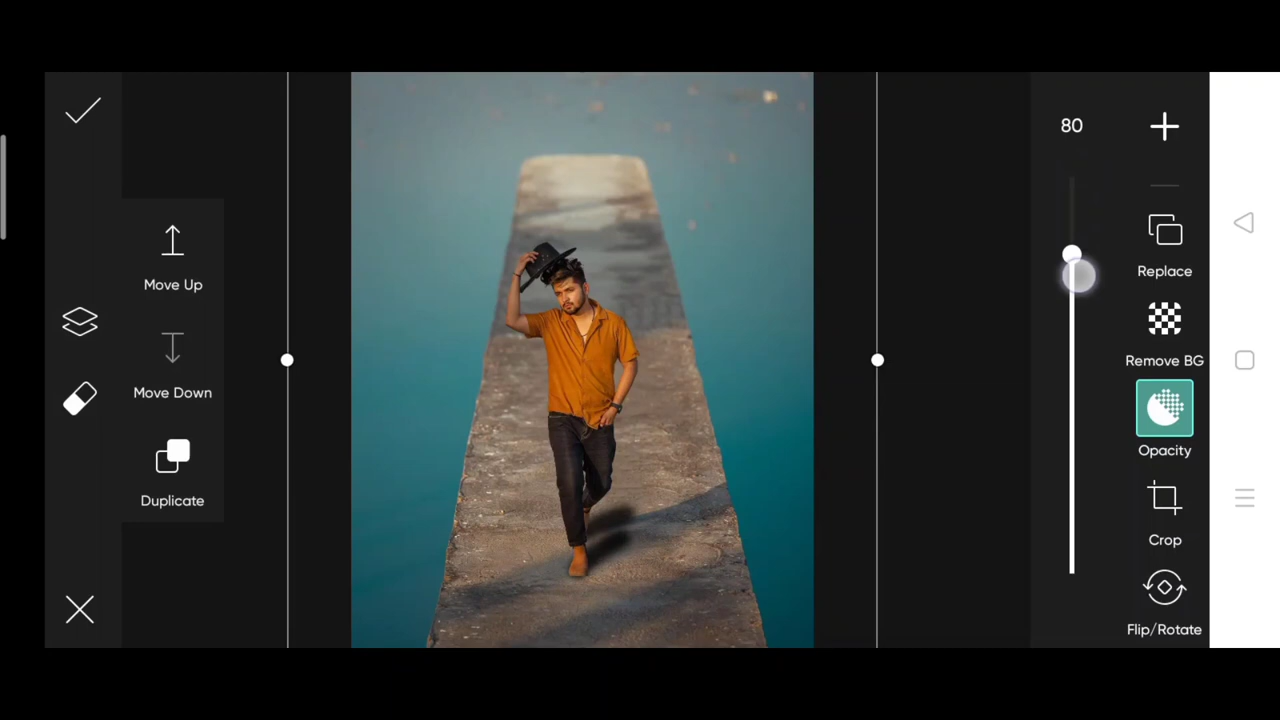 Move Up
Move Down
Duplicate
80
Replace
Remove BG
Opacity
Crop
Flip/Rotate